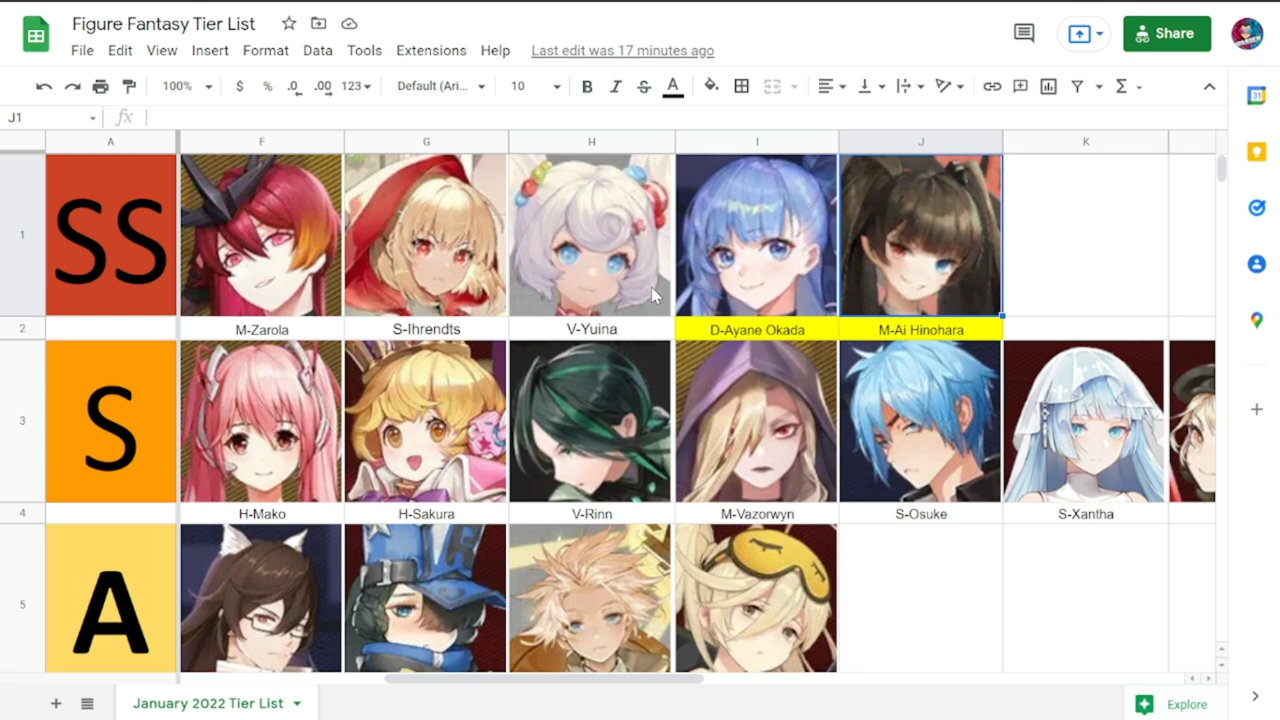 Figure Fantasy Tier List
File Edit View Insert Format Data Tools Extensions Help Last edit was 17 minutes ago
Share
100% $ % .0 .00 123 Default (Ari... 10 B I S A Σ
31
J1 fx
A F G H I J K
1 SS
2 M-Zarola S-Ihrendts V-Yuina D-Ayane Okada M-Ai Hinohara
3 S
4 H-Mako H-Sakura V-Rinn M-Vazorwyn S-Osuke S-Xantha
5 A
January 2022 Tier List
Explore